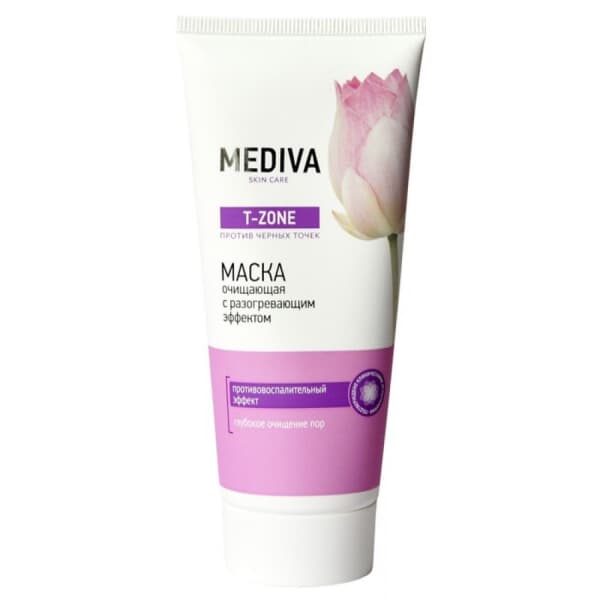 MEDIVA
SKIN CARE
T-ZONE
ПРОТИВ ЧЕРНЫХ ТОЧЕК
МАСКА
очищающая
с разогревающим
эффектом
противовоспалительный
эффект
глубокое очищение пор